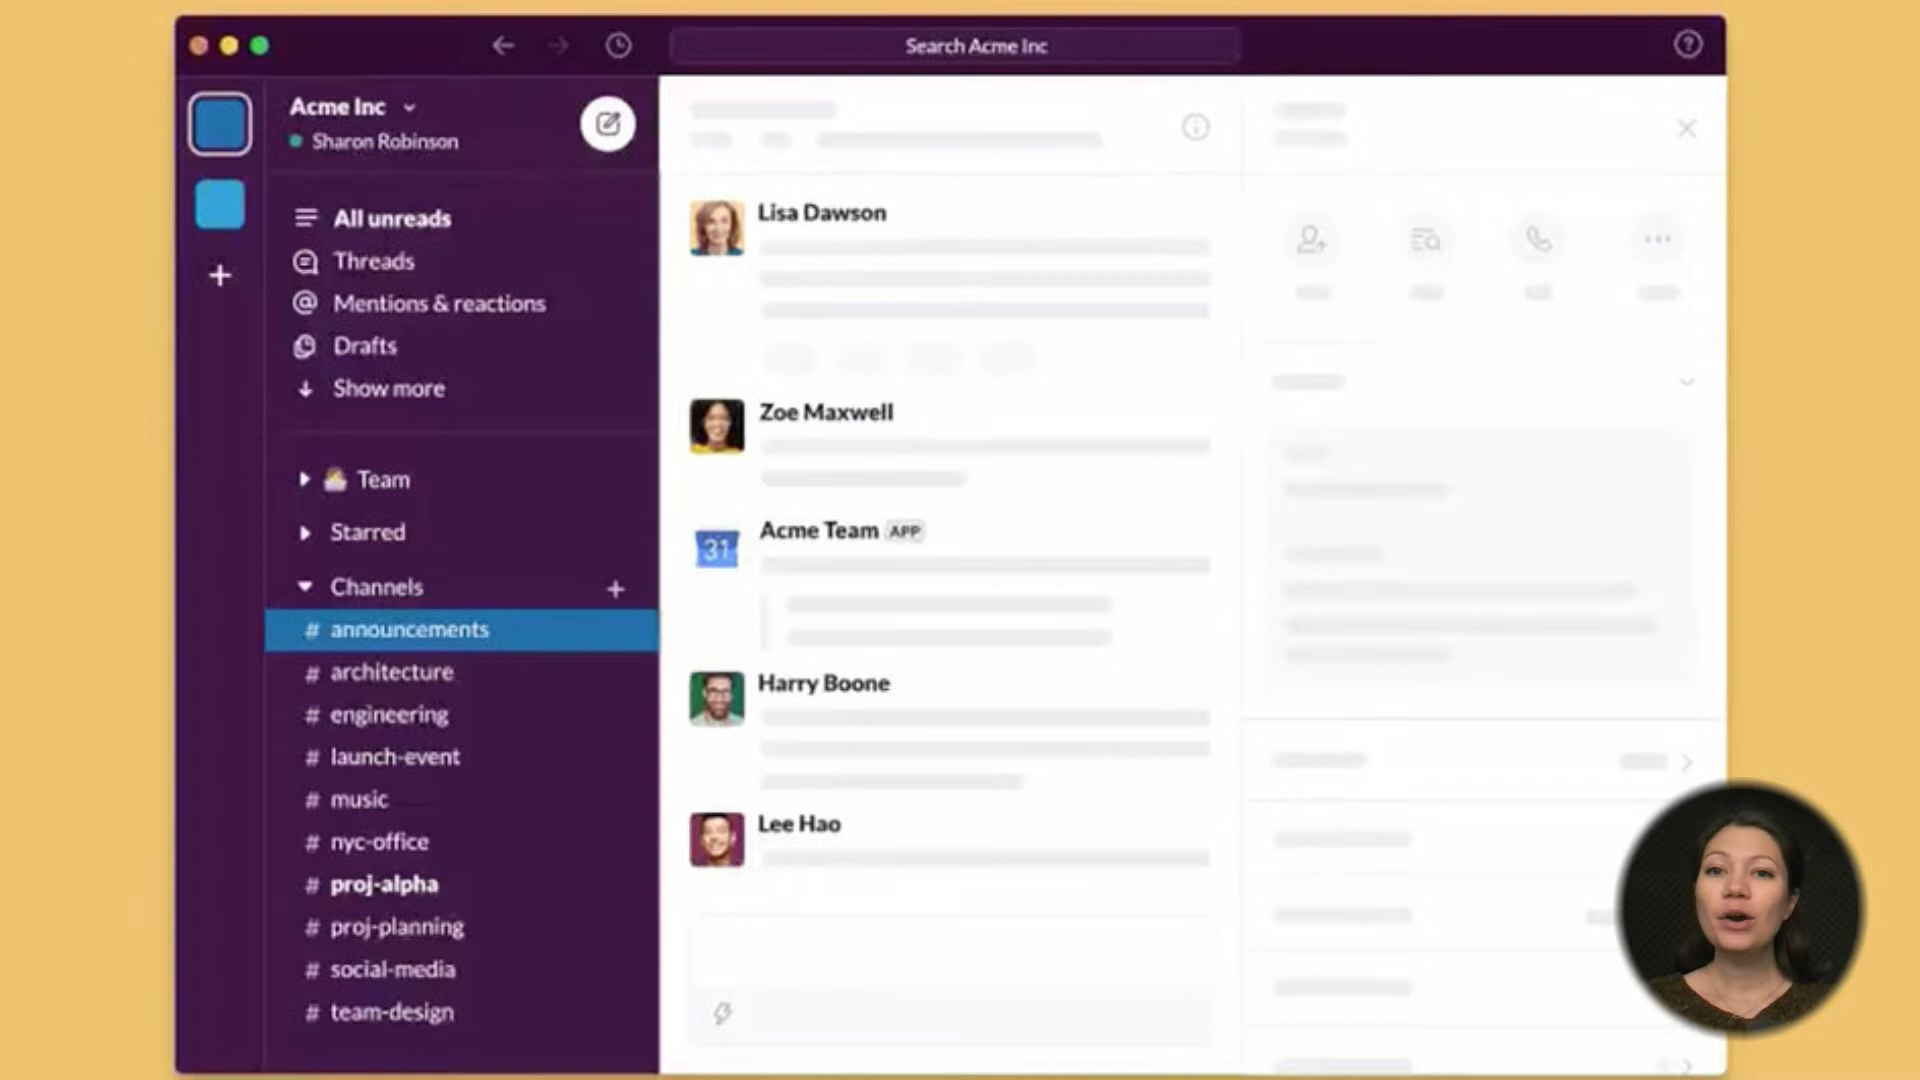 Search Acme Inc
Acme Inc
Sharon Robinson
All unreads
Threads
Mentions & reactions
Drafts
Show more
Team
Starred
Channels
# announcements
# architecture
# engineering
# launch-event
# music
# nyc-office
# proj-alpha
# proj-planning
# social-media
# team-design
Lisa Dawson
Zoe Maxwell
31
Acme Team APP
Harry Boone
Lee Hao